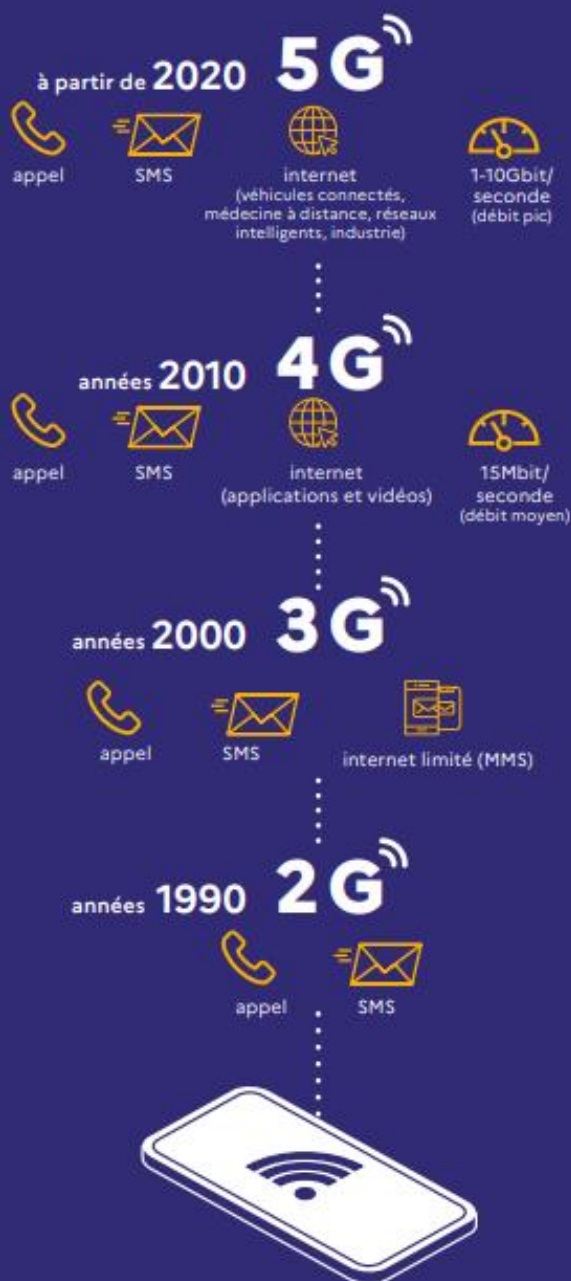 à partir de 2020 5G
appel
SMS
internet
(véhicules connectés,
médecine à distance, réseaux
intelligents, industrie)
1-10Gbit/
seconde
(débit pic)
années 2010 4G
appel
SMS
internet
(applications et vidéos)
15Mbit/
seconde
(débit moyen)
années 2000 3G
appel
SMS
internet limité (MMS)
années 1990 2G
appel
SMS